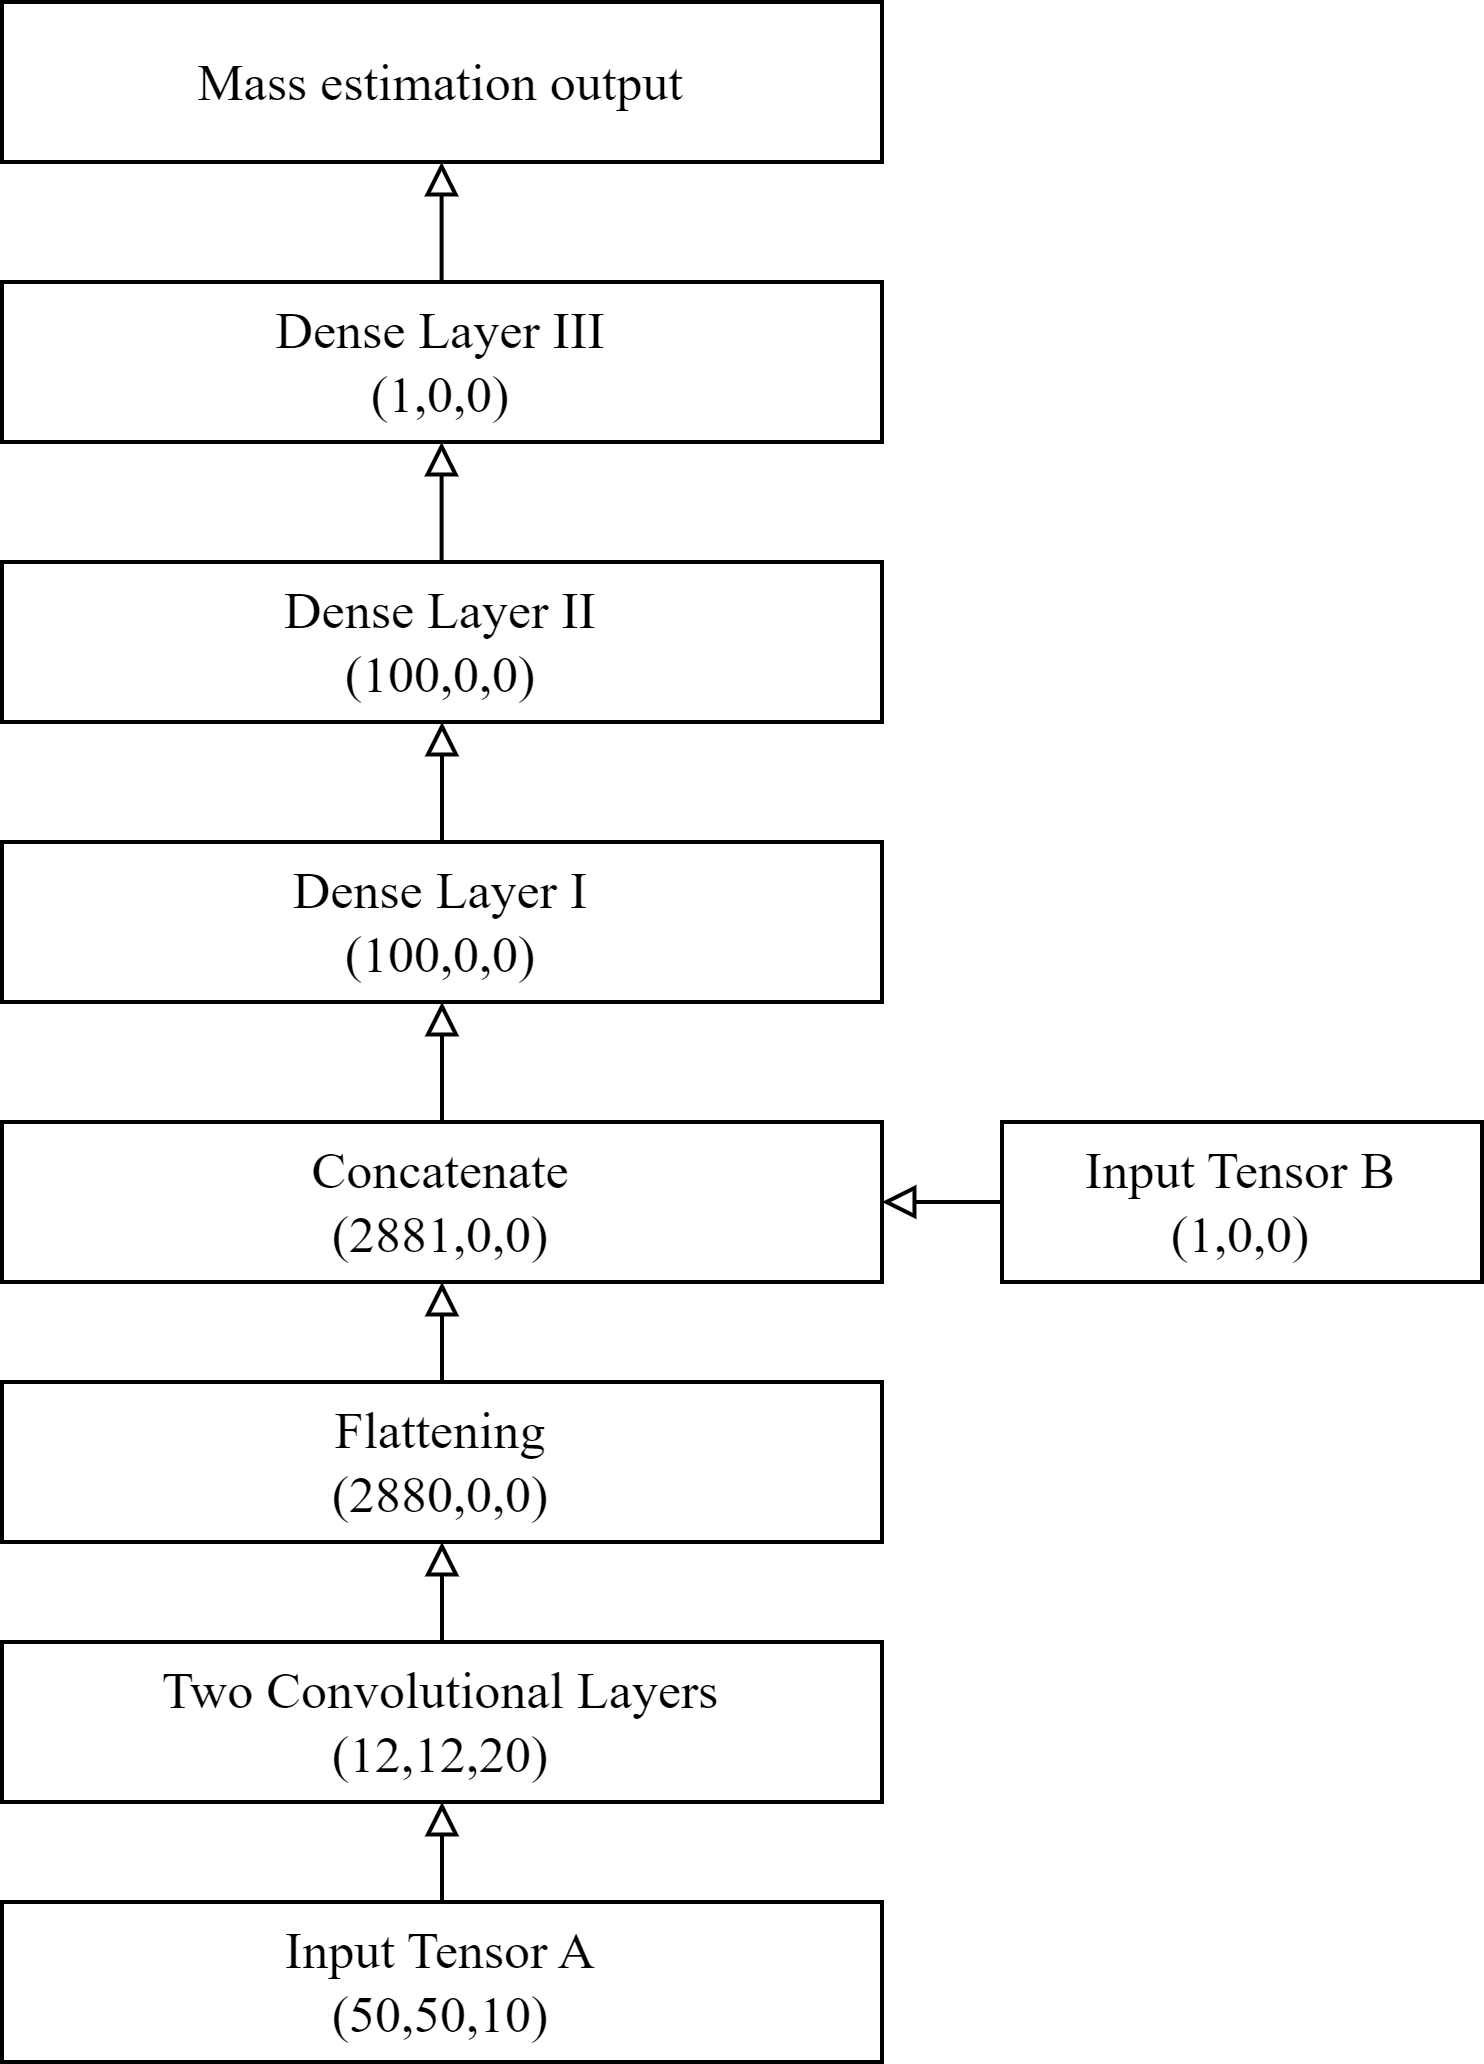 Mass estimation output
Dense Layer III
(1,0,0)
Dense Layer II
(100,0,0)
Dense Layer I
(100,0,0)
Concatenate
(2881,0,0)
Input Tensor B
(1,0,0)
Flattening
(2880,0,0)
Two Convolutional Layers
(12,12,20)
Input Tensor A
(50,50,10)